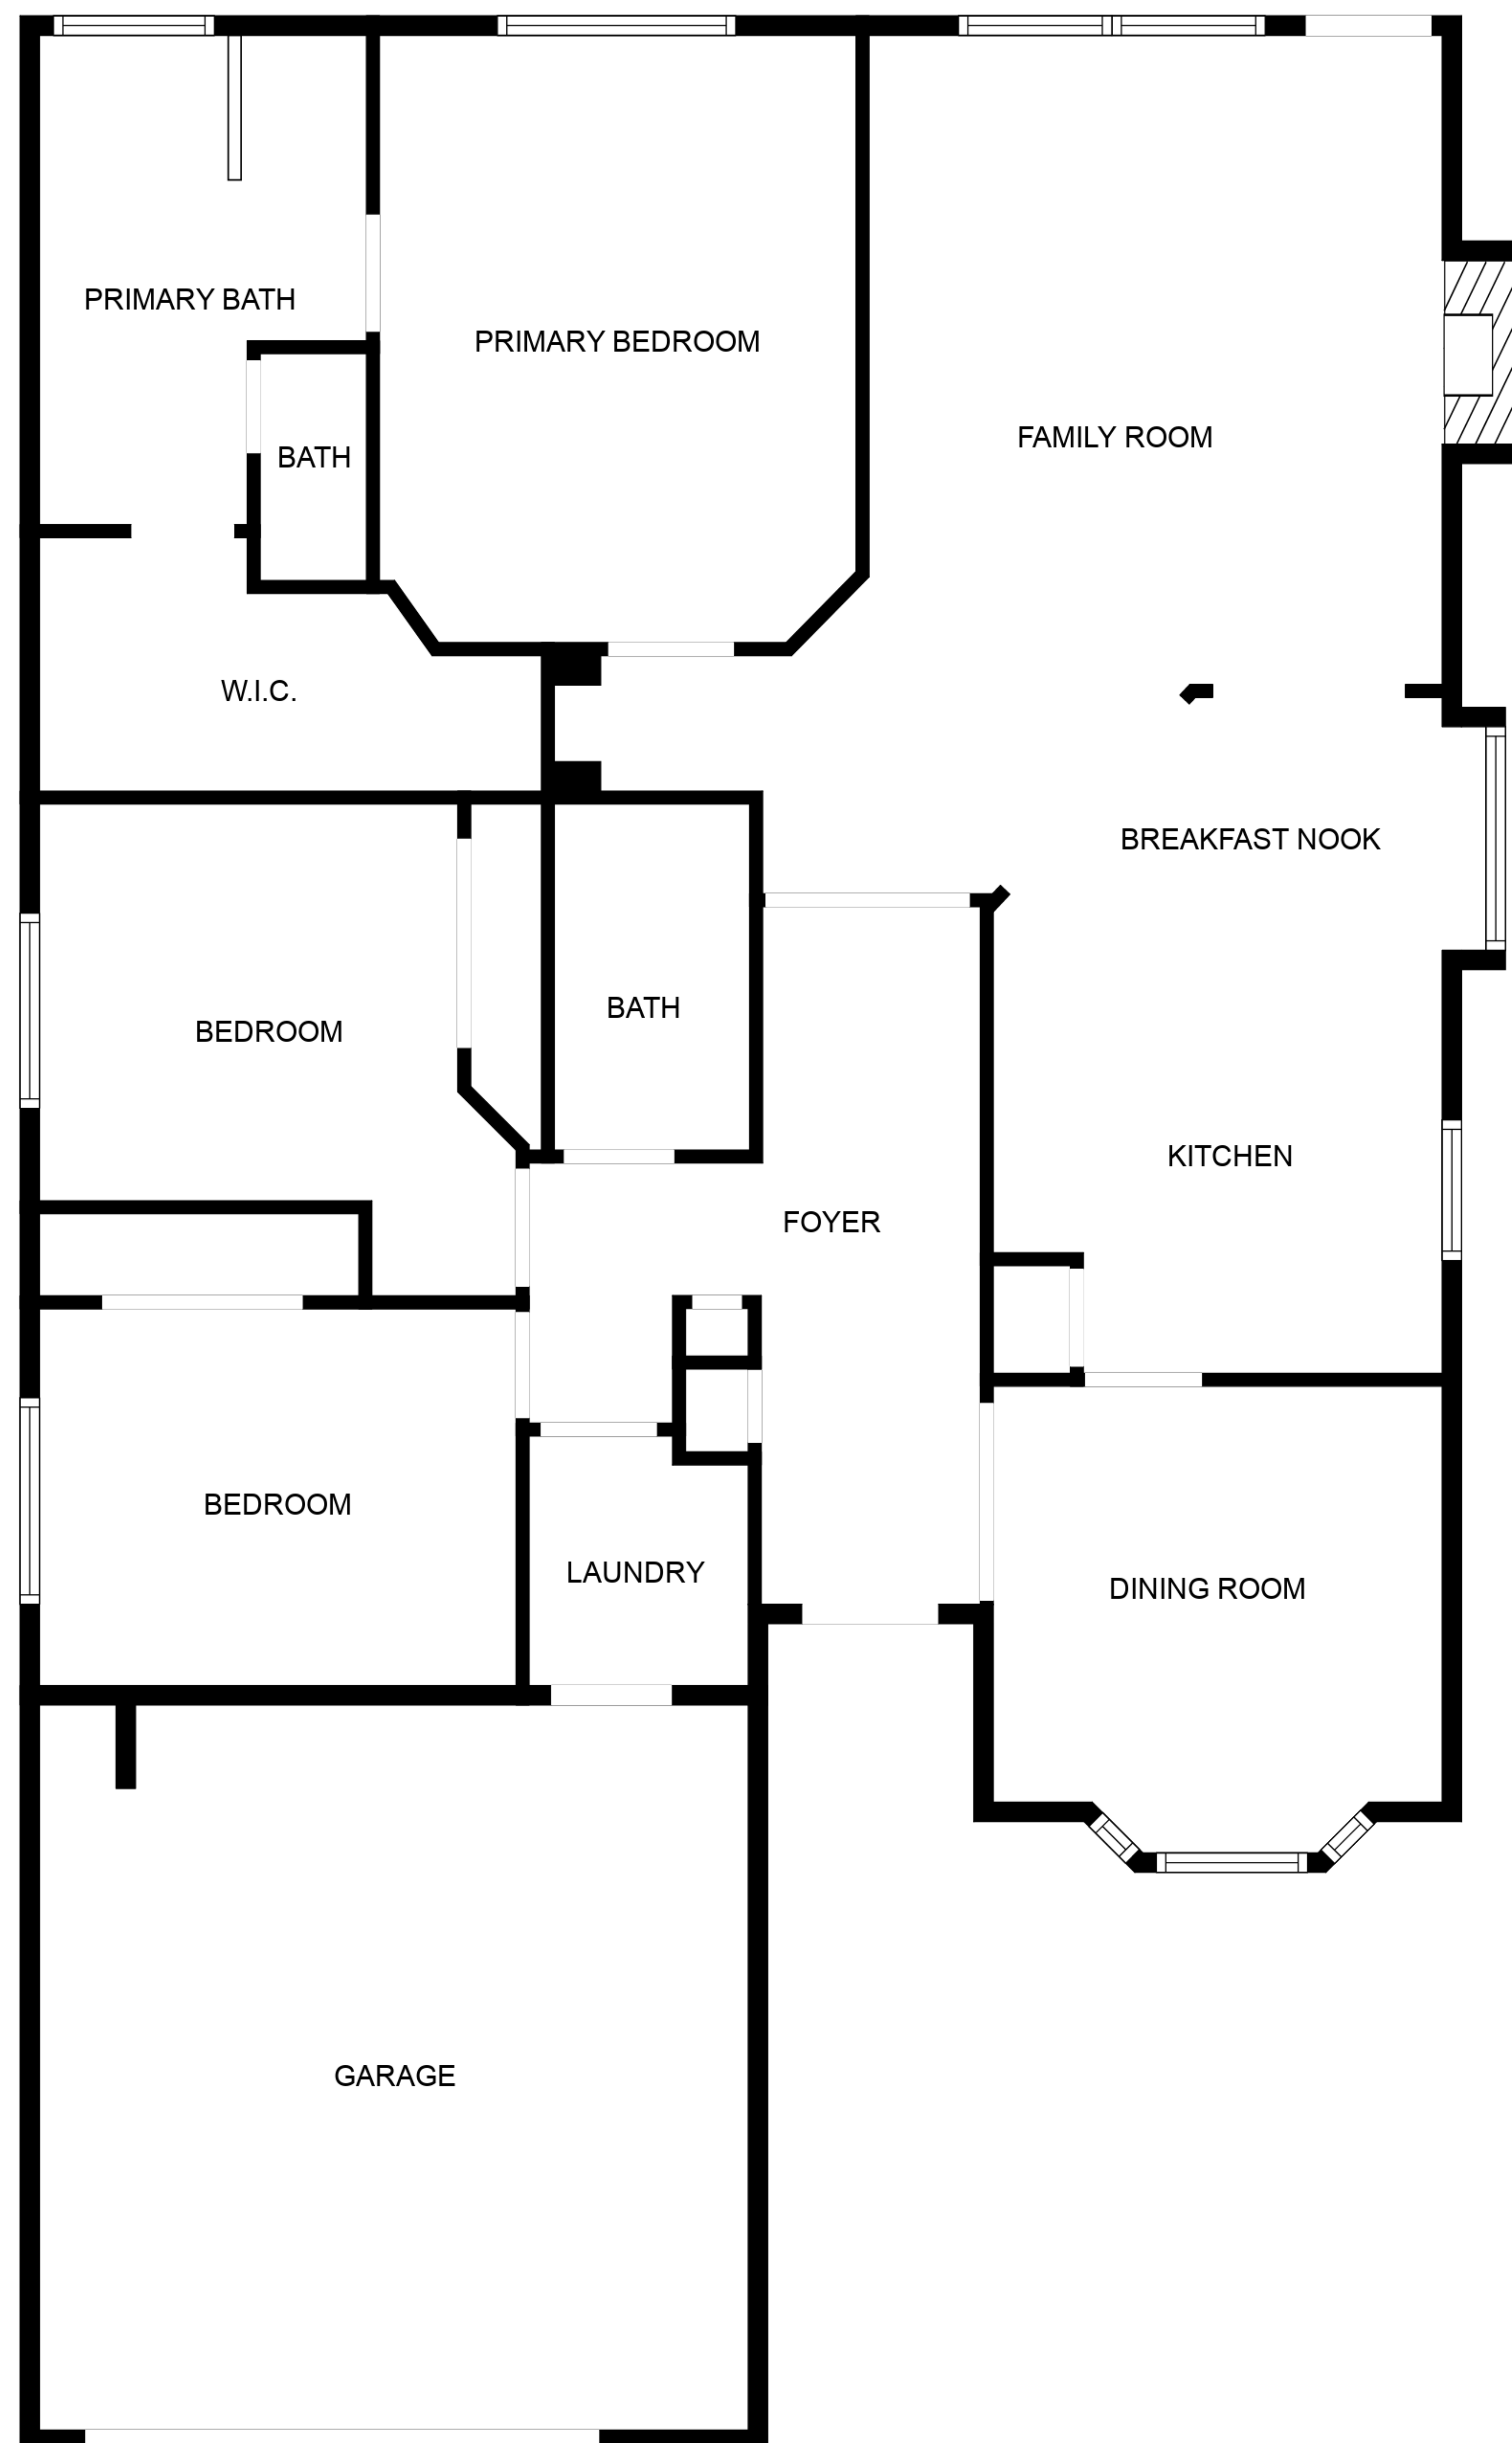 PRIMARY BATH
PRIMARY BEDROOM
FAMILY ROOM
BATH
W.I.C.
BREAKFAST NOOK
BATH
BEDROOM
KITCHEN
FOYER
BEDROOM
LAUNDRY
DINING ROOM
GARAGE